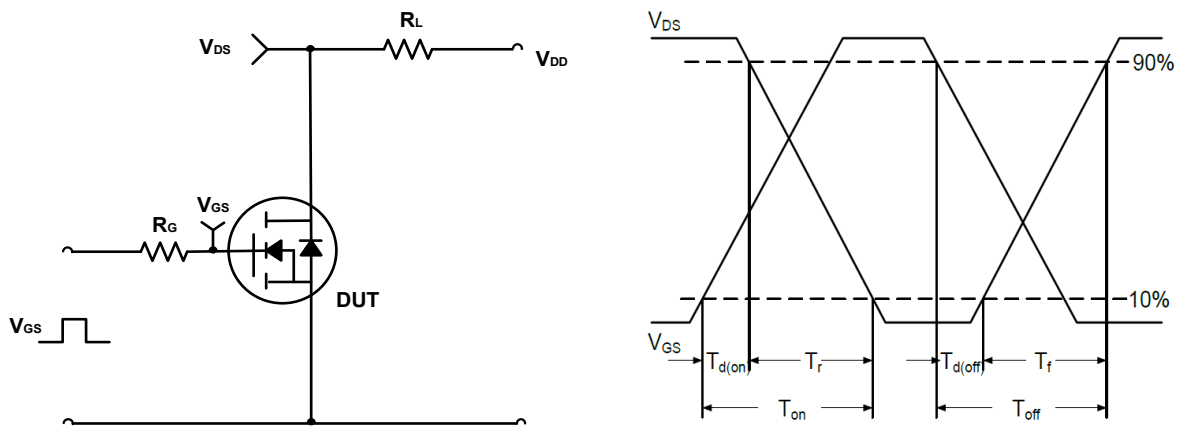 RL
VDS
VDD
VGS
RG
DUT
VGS
VDS
90%
10%
VGS
Td(on)
Tr
Td(off)
Tf
Ton
Toff